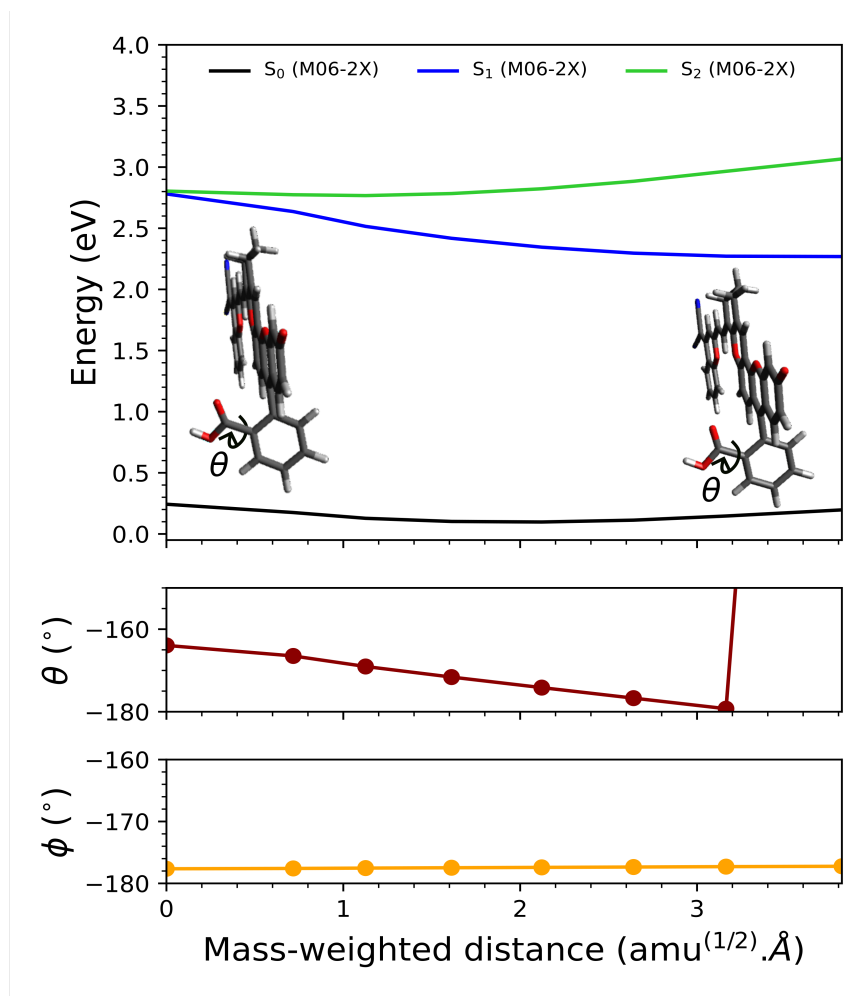 S₀ (M06-2X) S₁ (M06-2X) S₂ (M06-2X)
Energy (eV)
4.0
3.5
3.0
2.5
2.0
1.5
1.0
0.5
0.0
θ
θ
θ (°)
−160
−180
ϕ (°)
−160
−170
−180
0 1 2 3
Mass-weighted distance (amu^(1/2).Å)